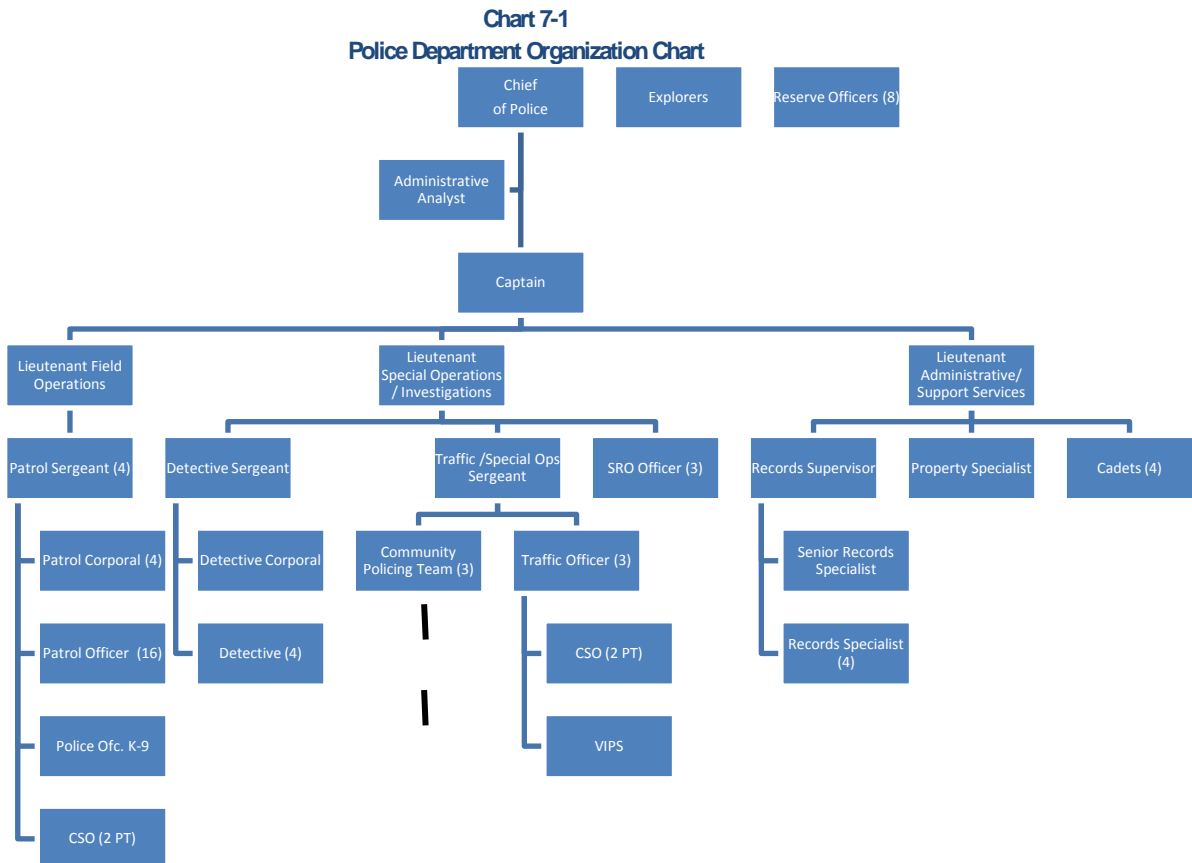 Chart 7-1
Police Department Organization Chart
Chief
of Police
Explorers
Reserve Officers (8)
Administrative
Analyst
Captain
Lieutenant Field
Operations
Lieutenant
Special Operations
/ Investigations
Lieutenant
Administrative/
Support Services
Patrol Sergeant (4)
Detective Sergeant
Traffic /Special Ops
Sergeant
SRO Officer (3)
Records Supervisor
Property Specialist
Cadets (4)
Patrol Corporal (4)
Detective Corporal
Community
Policing Team (3)
Traffic Officer (3)
Senior Records
Specialist
Patrol Officer (16)
Detective (4)
CSO (2 PT)
Records Specialist
(4)
Police Ofc. K-9
VIPS
CSO (2 PT)